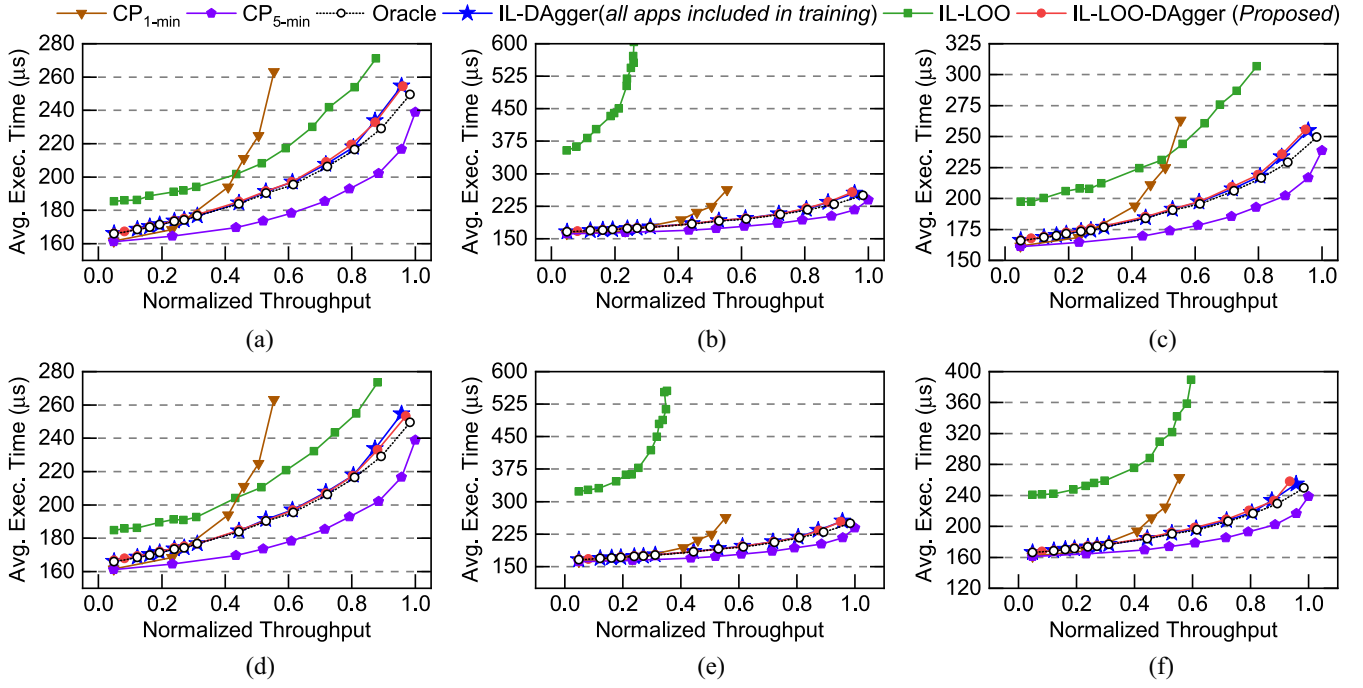 CP1-min CP5-min Oracle IL-DAgger(all apps included in training) IL-LOO IL-LOO-DAgger (Proposed)
Avg. Exec. Time (μs)
280
260
240
220
200
180
160
0.0 0.2 0.4 0.6 0.8 1.0
Normalized Throughput
(a)
Avg. Exec. Time (μs)
600
525
450
375
300
225
150
0.0 0.2 0.4 0.6 0.8 1.0
Normalized Throughput
(b)
Avg. Exec. Time (μs)
325
300
275
250
225
200
175
150
0.0 0.2 0.4 0.6 0.8 1.0
Normalized Throughput
(c)
Avg. Exec. Time (μs)
280
260
240
220
200
180
160
0.0 0.2 0.4 0.6 0.8 1.0
Normalized Throughput
(d)
Avg. Exec. Time (μs)
600
525
450
375
300
225
150
0.0 0.2 0.4 0.6 0.8 1.0
Normalized Throughput
(e)
Avg. Exec. Time (μs)
400
360
320
280
240
200
160
120
0.0 0.2 0.4 0.6 0.8 1.0
Normalized Throughput
(f)